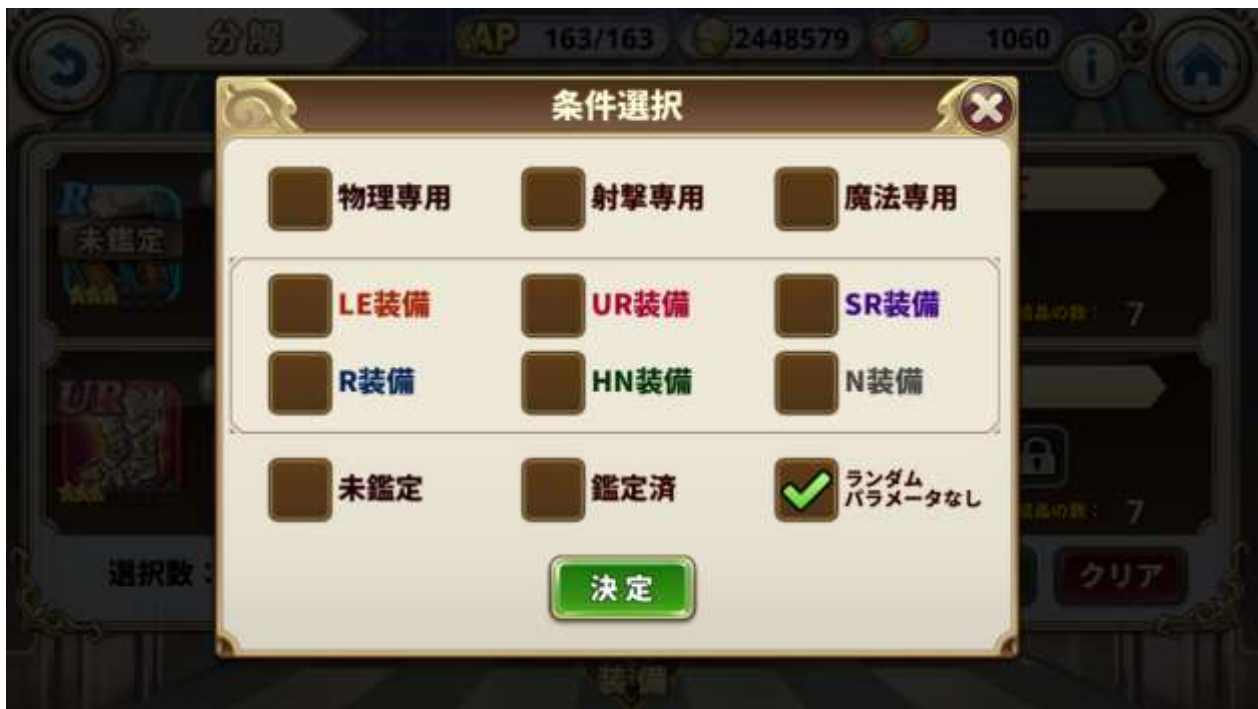 分解
AP 163/163
2448579
1060
条件選択
物理専用
射撃専用
魔法専用
LE装備
UR装備
SR装備
R装備
HN装備
N装備
未鑑定
鑑定済
ランダム
パラメータなし
決定
R
未鑑定
7
UR
7
選択数:
クリア
装備